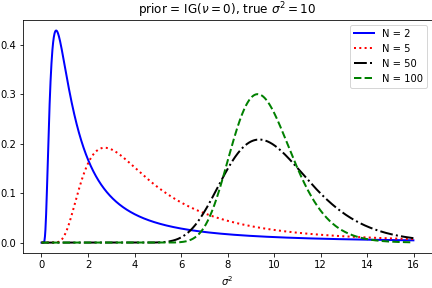 prior = IG(ν = 0), true σ² = 10
N = 2
N = 5
N = 50
N = 100
0.4
0.3
0.2
0.1
0.0
0 2 4 6 8 10 12 14 16
σ²